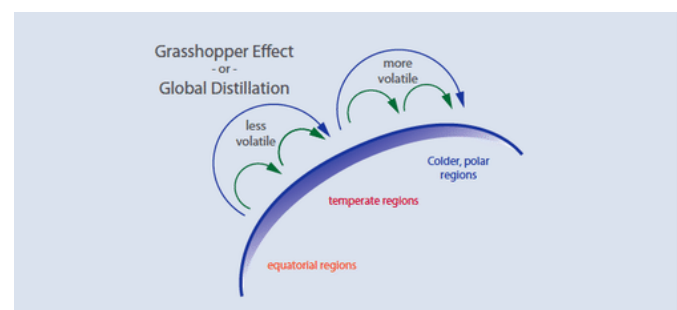 Grasshopper Effect
- or -
Global Distillation
more
volatile
less
volatile
Colder, polar
regions
temperate regions
equatorial regions